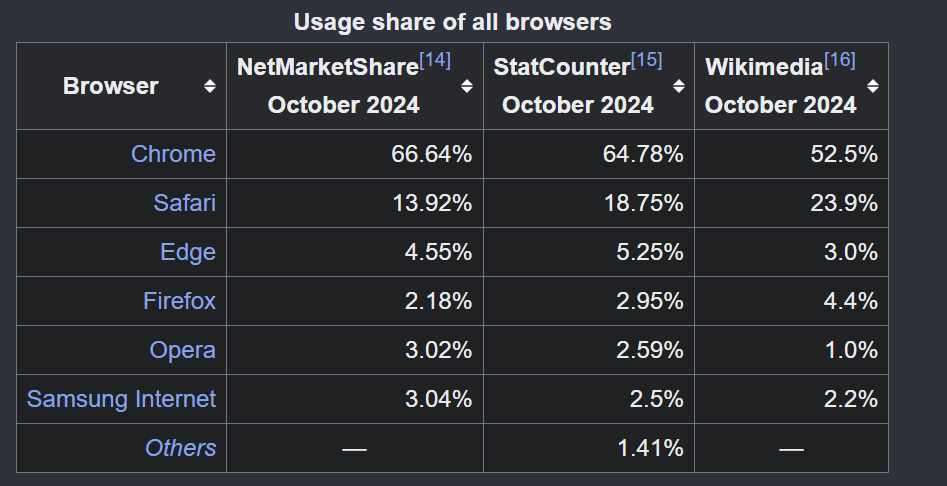 Usage share of all browsers
Browser NetMarketShare[14] October 2024 StatCounter[15] October 2024 Wikimedia[16] October 2024
Chrome 66.64% 64.78% 52.5%
Safari 13.92% 18.75% 23.9%
Edge 4.55% 5.25% 3.0%
Firefox 2.18% 2.95% 4.4%
Opera 3.02% 2.59% 1.0%
Samsung Internet 3.04% 2.5% 2.2%
Others — 1.41% —